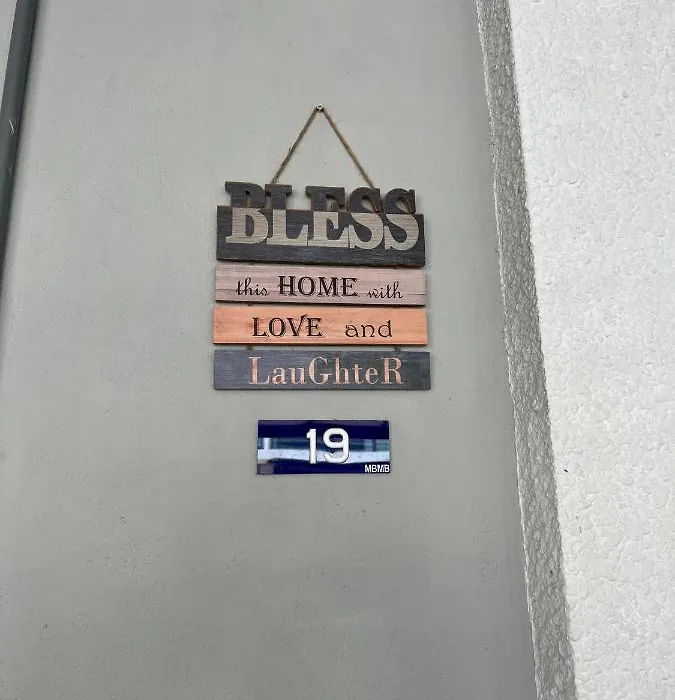 BLESS
this HOME with
LOVE and
LauGhteR
19
MBMB